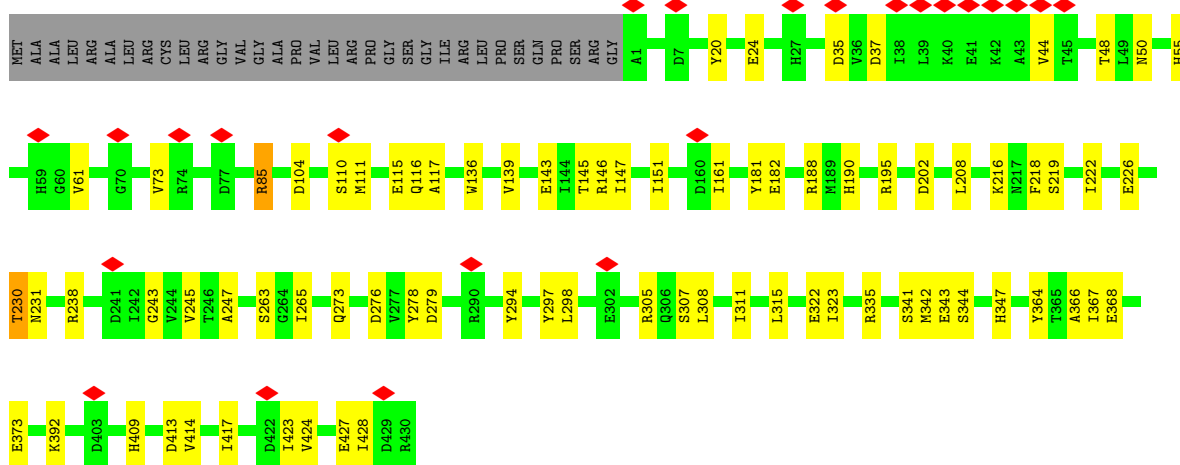 MET ALA ALA LEU ARG ALA LEU ARG CYS LEU ARG GLY VAL GLY ALA PRO VAL LEU ARG PRO GLY SER GLY ILE ARG LEU PRO SER GLN PRO SER ARG GLY A1 D7 Y20 E24 H27 D35 V36 D37 I38 L39 K40 E41 K42 A43 V44 T45 T48 L49 N50 H55
H59 G60 V61 G70 V73 R74 D77 R85 D104 S110 M111 E115 Q116 A117 W136 V139 E143 I144 T145 R146 I147 I151 D160 I161 Y181 E182 R188 M189 H190 R195 D202 L208 K216 N217 F218 S219 I222 E226
T230 N231 R238 D241 I242 G243 V244 V245 T246 A247 S263 G264 I265 Q273 D276 V277 Y278 D279 R290 Y294 Y297 L298 E302 R305 Q306 S307 L308 I311 L315 E322 I323 R335 S341 M342 E343 S344 H347 Y364 T365 A366 I367 E368
E373 K392 D403 H409 D413 V414 I417 D422 I423 V424 E427 I428 D429 R430